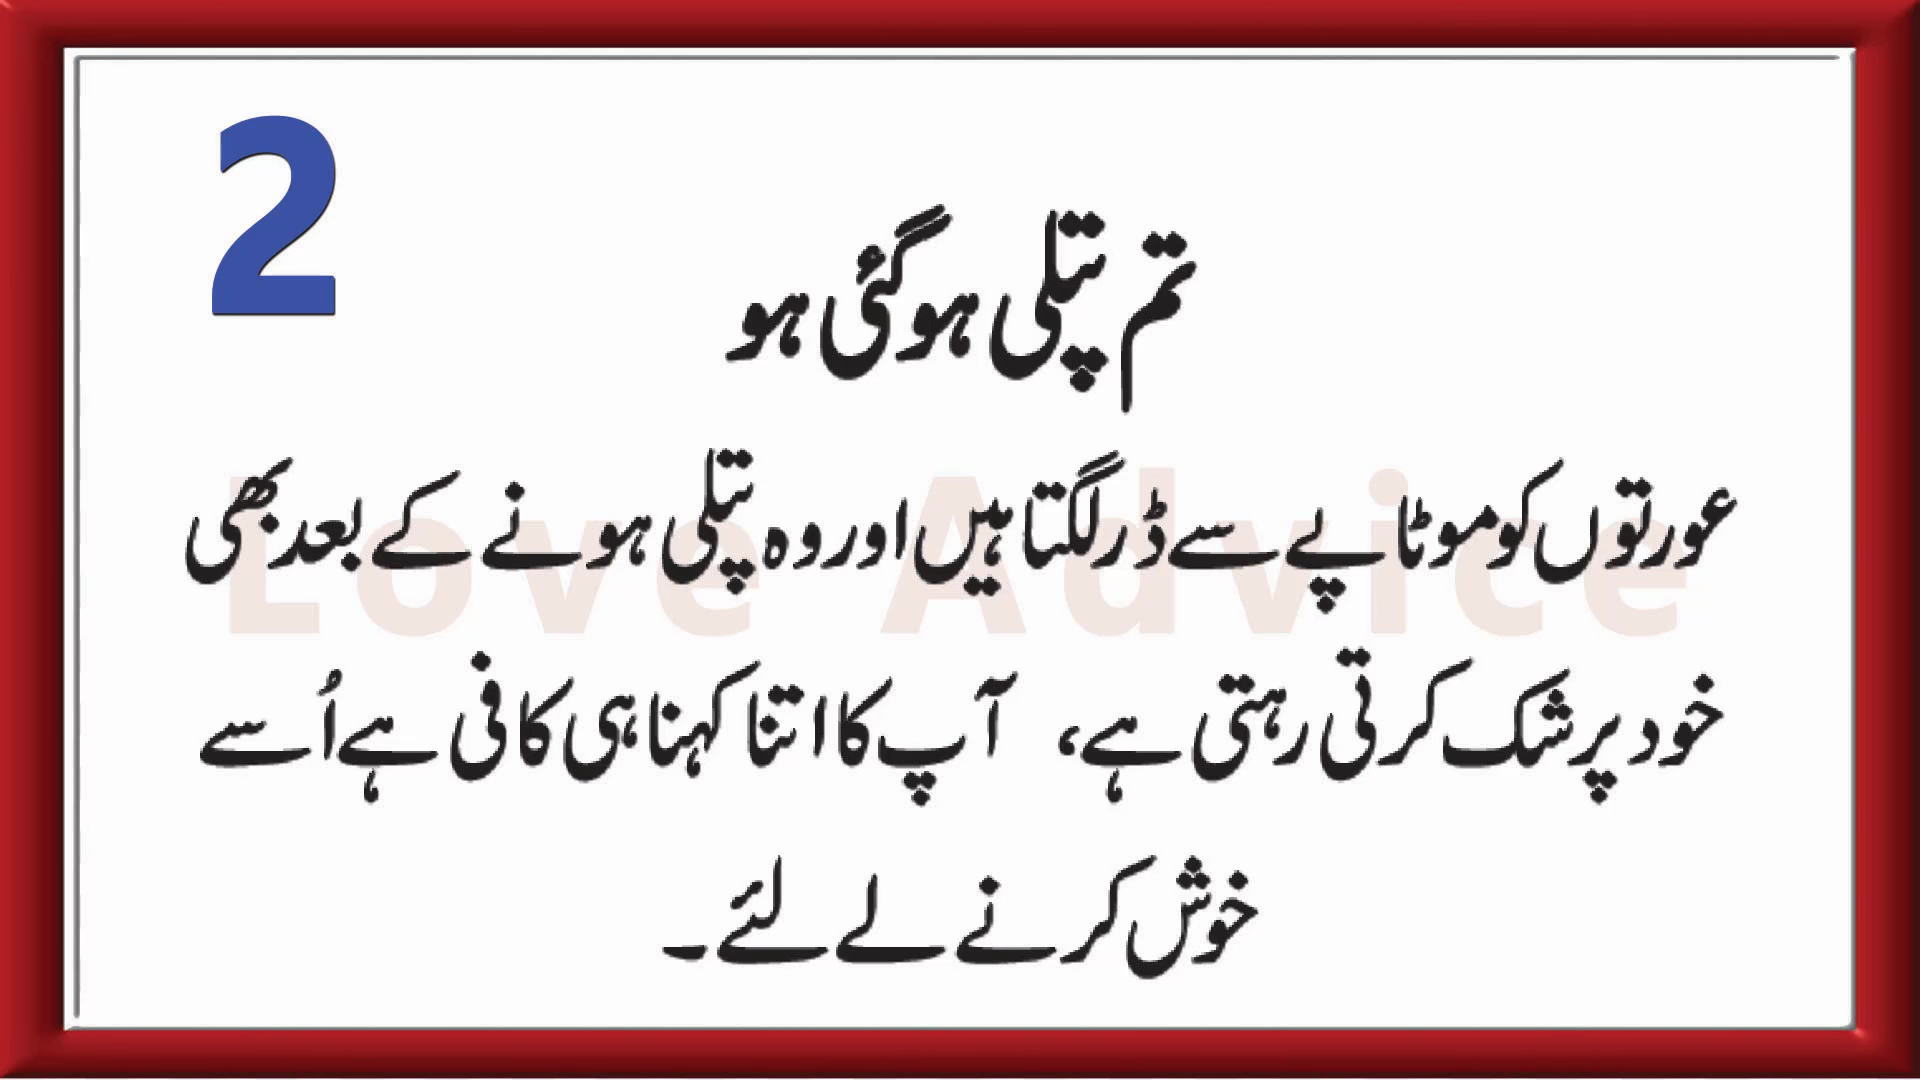 2
تم پتلی ہوگئی ہو
عورتوں کو موٹاپے سے ڈر لگتا ہیں اور وہ پتلی ہونے کے بعد بھی
Love Advice
خود پر شک کرتی رہتی ہے، آپ کا اتنا کہنا ہی کافی ہے اُسے
خوش کرنے لے لئے۔